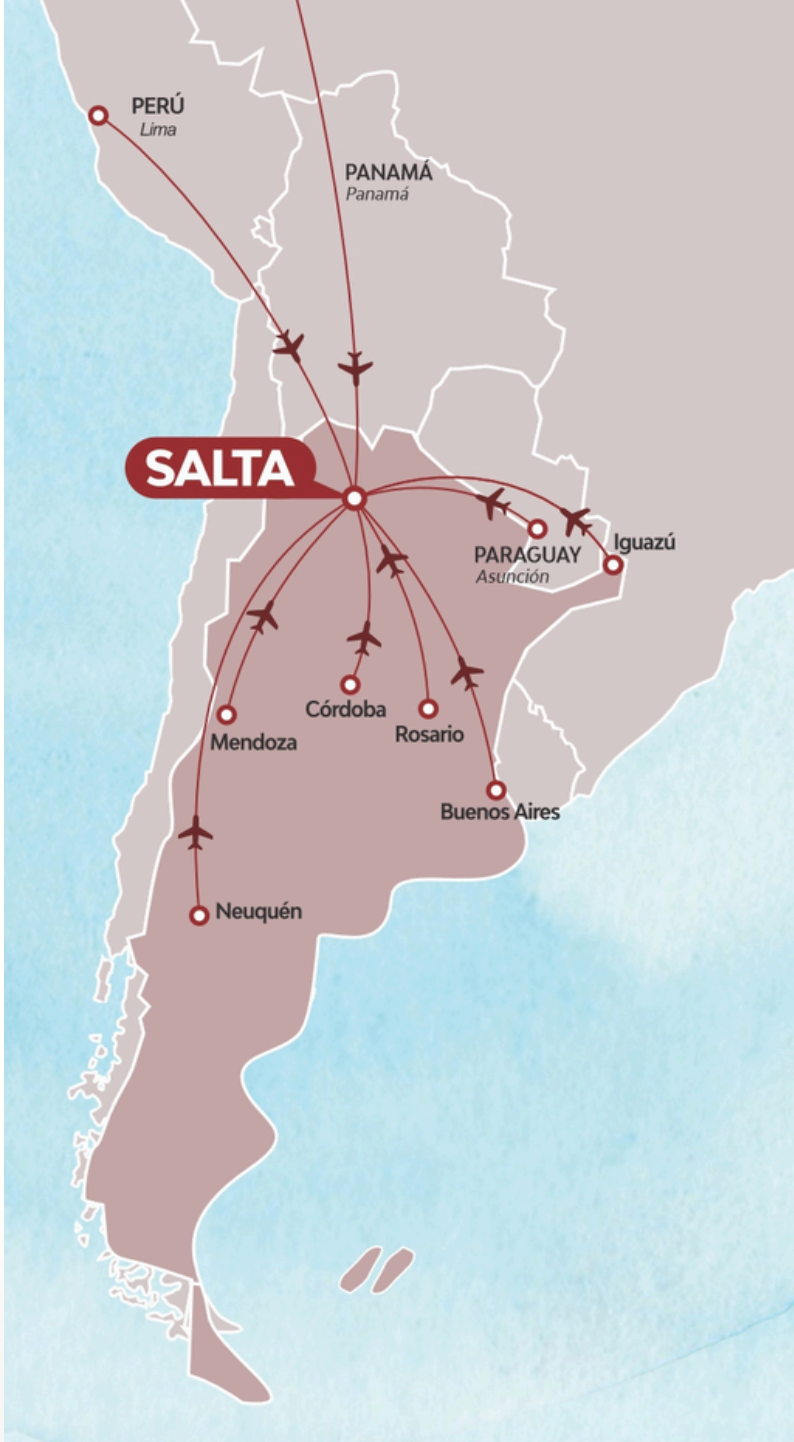 PERÚ
Lima
PANAMÁ
Panamá
SALTA
Iguazú
PARAGUAY
Asunción
Córdoba
Rosario
Mendoza
Buenos Aires
Neuquén